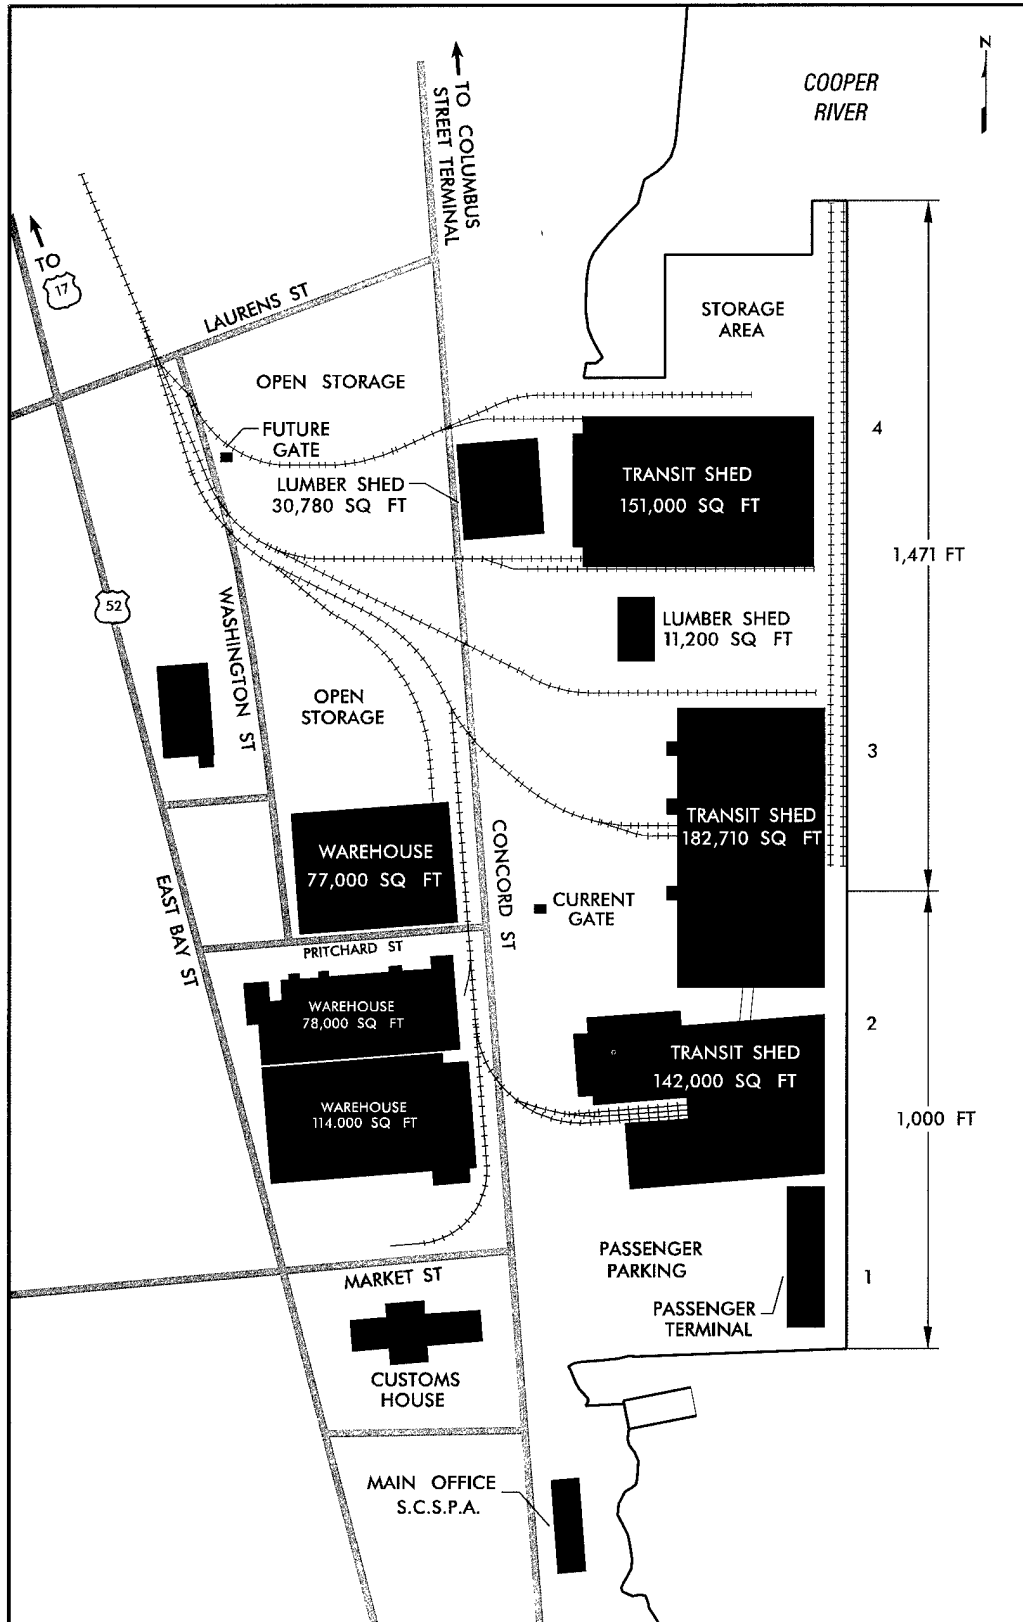 N
COOPER
RIVER
TO COLUMBUS
STREET TERMINAL
TO
17
LAURENS ST
STORAGE
AREA
OPEN STORAGE
FUTURE
GATE
4
LUMBER SHED
30,780 SQ FT
TRANSIT SHED
151,000 SQ FT
1,471 FT
52
WASHINGTON ST
LUMBER SHED
11,200 SQ FT
OPEN
STORAGE
3
TRANSIT SHED
182,710 SQ FT
WAREHOUSE
77,000 SQ FT
CONCORD ST
EAST BAY ST
CURRENT
GATE
PRITCHARD ST
WAREHOUSE
78,000 SQ FT
2
TRANSIT SHED
142,000 SQ FT
WAREHOUSE
114.000 SQ FT
1,000 FT
PASSENGER
PARKING
MARKET ST
1
PASSENGER
TERMINAL
CUSTOMS
HOUSE
MAIN OFFICE
S.C.S.P.A.